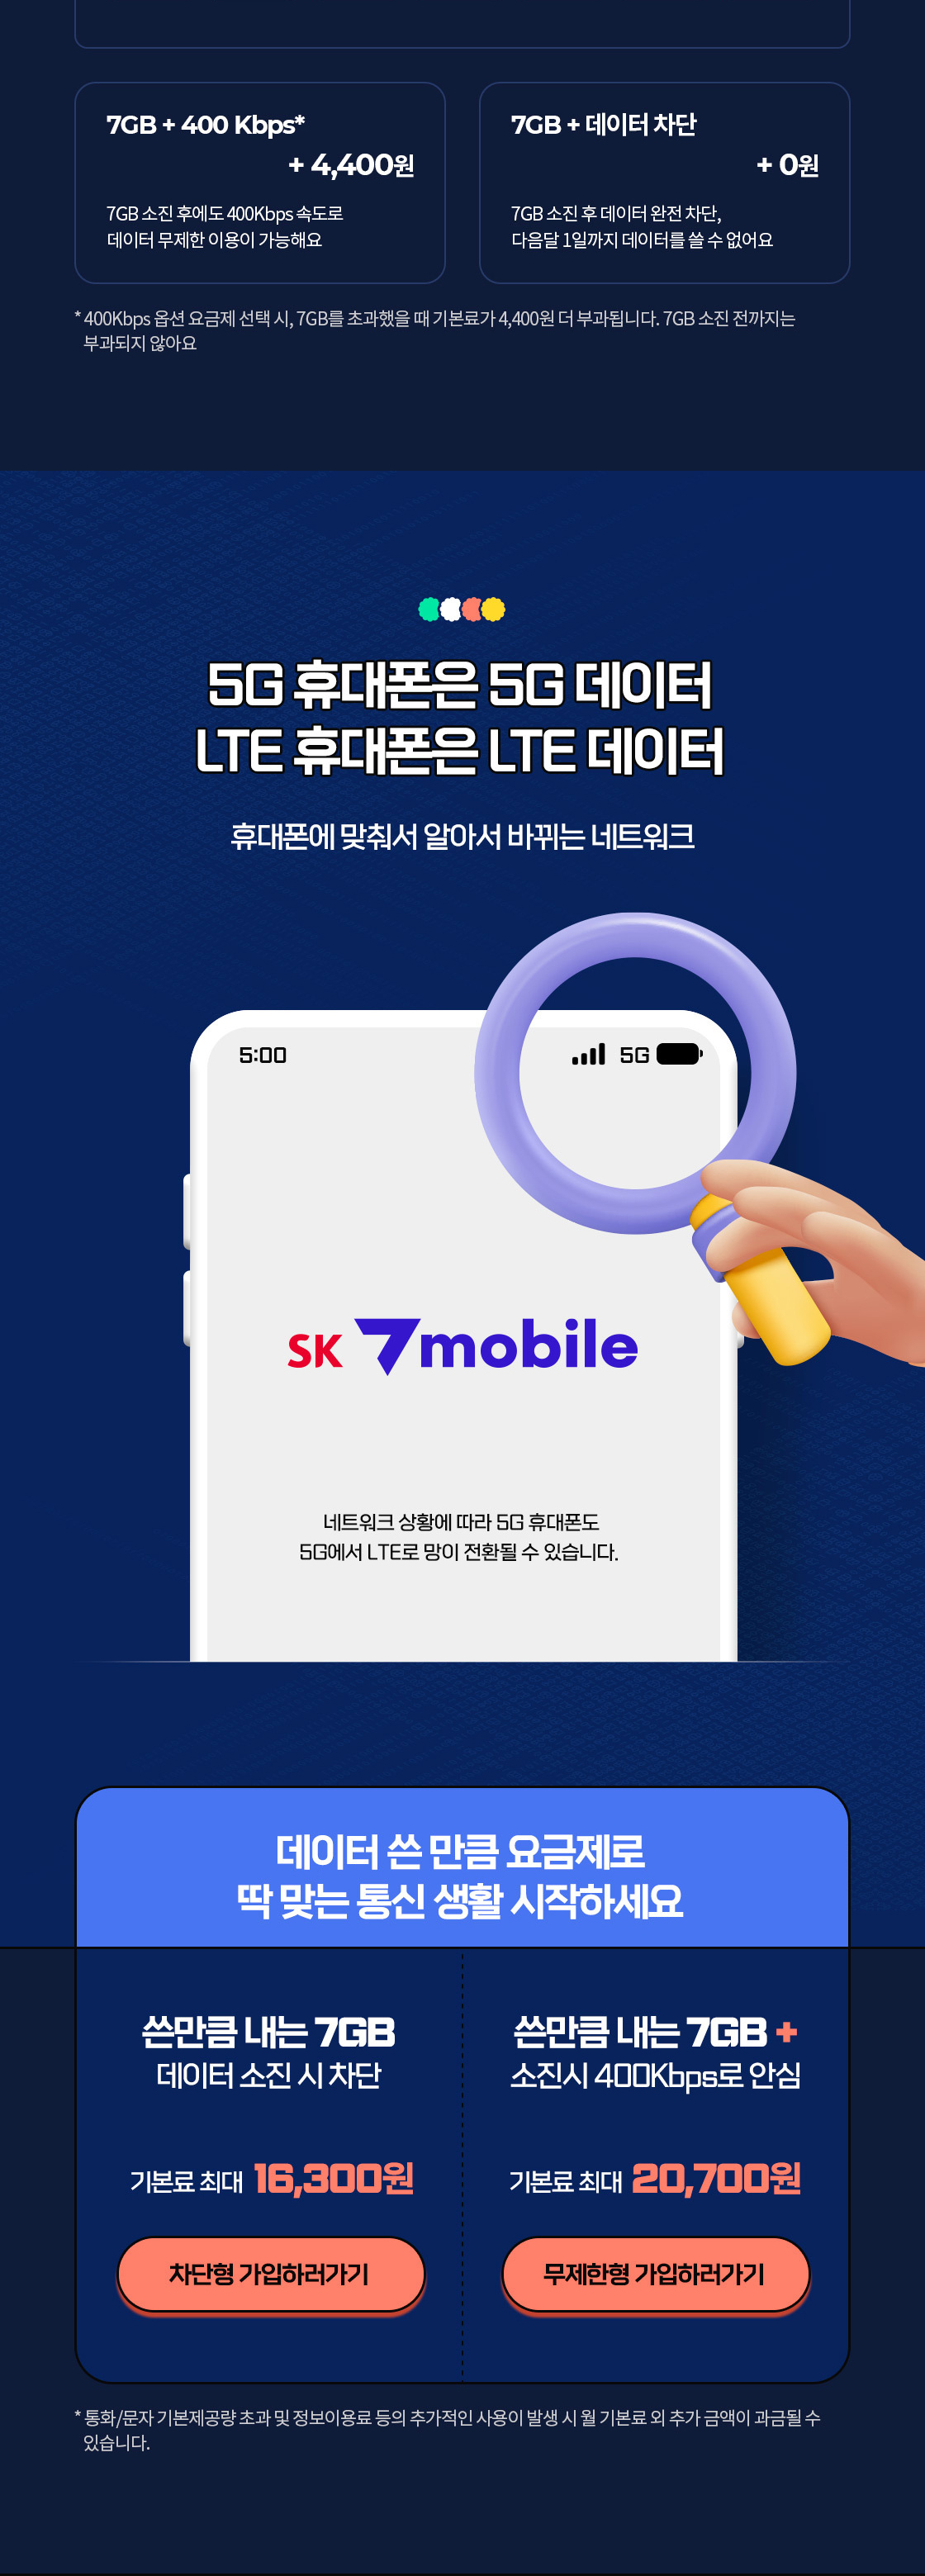 7GB + 400 Kbps*
+ 4,400원
7GB 소진 후에도 400Kbps 속도로
데이터 무제한 이용이 가능해요
7GB + 데이터 차단
+ 0원
7GB 소진 후 데이터 완전 차단,
다음달 1일까지 데이터를 쓸 수 없어요
* 400Kbps 옵션 요금제 선택 시, 7GB를 초과했을 때 기본료가 4,400원 더 부과됩니다. 7GB 소진 전까지는
부과되지 않아요
5G 휴대폰은 5G 데이터
LTE 휴대폰은 LTE 데이터
휴대폰에 맞춰서 알아서 바뀌는 네트워크
5:00
5G
SK 7mobile
네트워크 상황에 따라 5G 휴대폰도
5G에서 LTE로 망이 전환될 수 있습니다.
데이터 쓴 만큼 요금제로
딱 맞는 통신 생활 시작하세요
쓴만큼 내는 7GB
데이터 소진 시 차단
기본료 최대 16,300원
차단형 가입하러가기
쓴만큼 내는 7GB +
소진시 400Kbps로 안심
기본료 최대 20,700원
무제한형 가입하러가기
* 통화/문자 기본제공량 초과 및 정보이용료 등의 추가적인 사용이 발생 시 월 기본료 외 추가 금액이 과금될 수
있습니다.